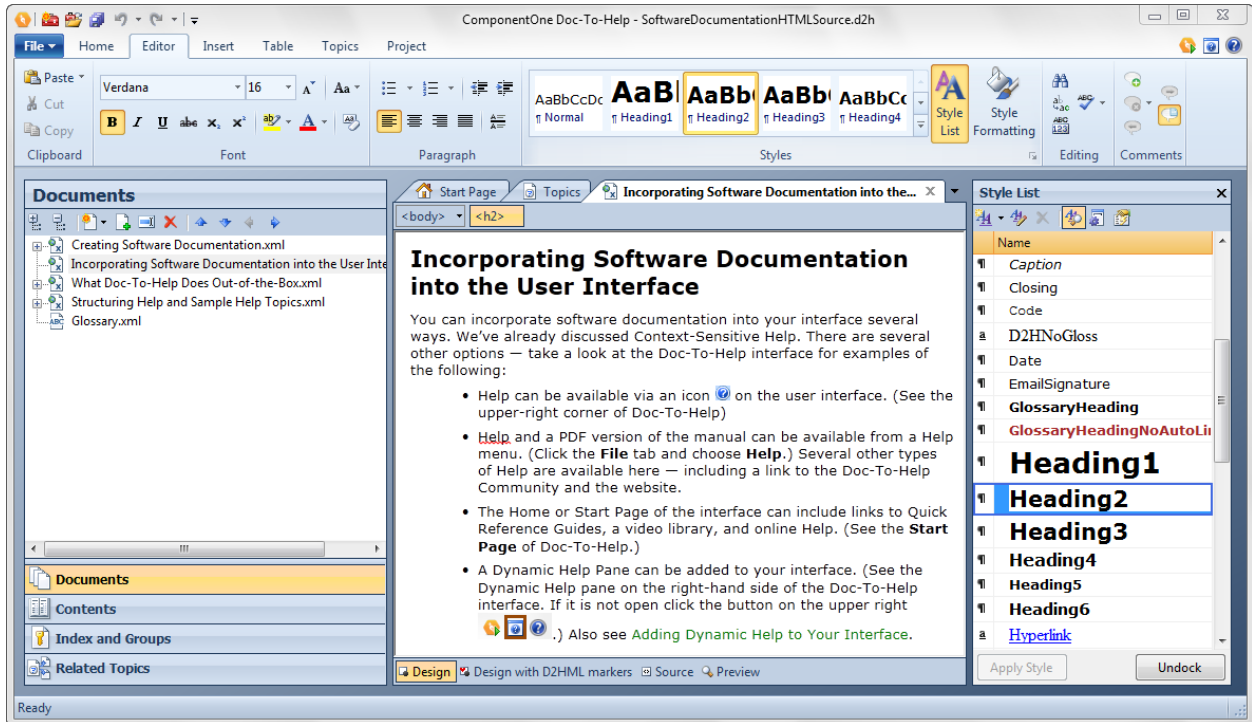 ComponentOne Doc-To-Help - SoftwareDocumentationHTMLSource.d2h
File Home Editor Insert Table Topics Project
Paste
Cut
Copy
Clipboard
Verdana 16 A Aa
B I U abc x₂ x² ab A
Font
Paragraph
AaBbCcDc AaBl AaBb AaBb AaBbCc
¶ Normal ¶ Heading1 ¶ Heading2 ¶ Heading3 ¶ Heading4
Styles
Style List
Style Formatting
Editing
Comments
Documents
Creating Software Documentation.xml
Incorporating Software Documentation into the User Inte
What Doc-To-Help Does Out-of-the-Box.xml
Structuring Help and Sample Help Topics.xml
Glossary.xml
Documents
Contents
Index and Groups
Related Topics
Start Page Topics Incorporating Software Documentation into the... X
<body> <h2>
Incorporating Software Documentation
into the User Interface
You can incorporate software documentation into your interface several
ways. We've already discussed Context-Sensitive Help. There are several
other options — take a look at the Doc-To-Help interface for examples of
the following:
• Help can be available via an icon on the user interface. (See the
upper-right corner of Doc-To-Help)
• Help and a PDF version of the manual can be available from a Help
menu. (Click the File tab and choose Help.) Several other types
of Help are available here — including a link to the Doc-To-Help
Community and the website.
• The Home or Start Page of the interface can include links to Quick
Reference Guides, a video library, and online Help. (See the Start
Page of Doc-To-Help.)
• A Dynamic Help Pane can be added to your interface. (See the
Dynamic Help pane on the right-hand side of the Doc-To-Help
interface. If it is not open click the button on the upper right
.) Also see Adding Dynamic Help to Your Interface.
Design Design with D2HML markers Source Preview
Style List x
Name
¶ Caption
¶ Closing
¶ Code
a D2HNoGloss
¶ Date
¶ EmailSignature
¶ GlossaryHeading
¶ GlossaryHeadingNoAutoLi
¶ Heading1
¶ Heading2
¶ Heading3
¶ Heading4
¶ Heading5
¶ Heading6
a Hyperlink
Apply Style Undock
Ready